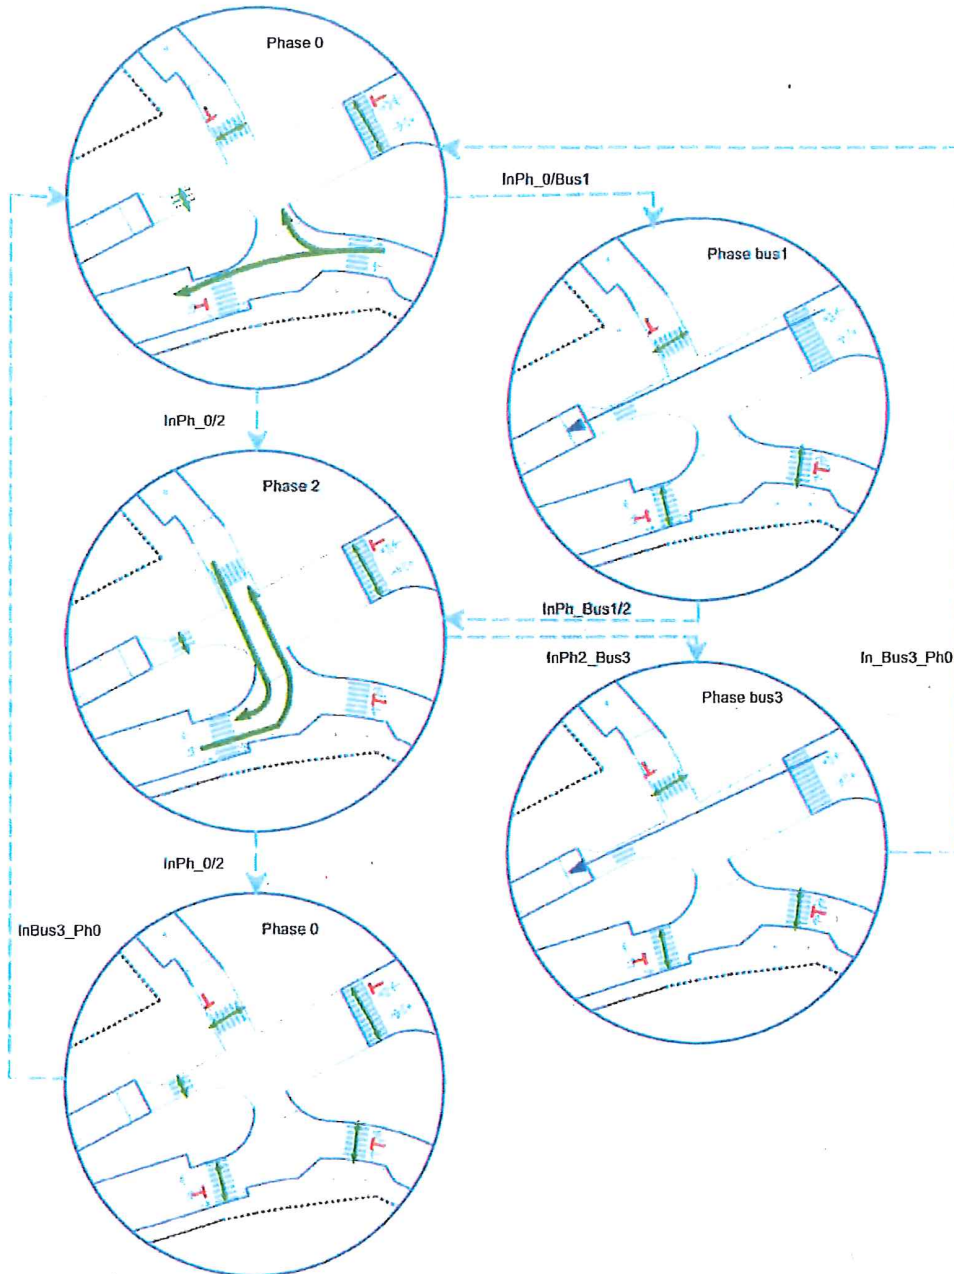 Phase 0
InPh_0/Bus1
Phase bus1
InPh_0/2
Phase 2
InPh_Bus1/2
InPh2_Bus3
In_Bus3_Ph0
Phase bus3
InPh_0/2
InBus3_Ph0
Phase 0